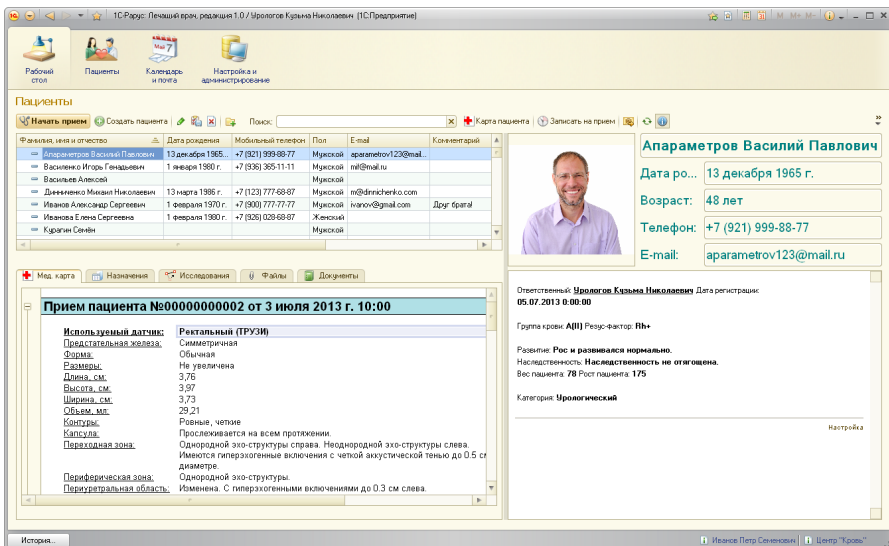 1С-Рарус: Лечащий врач, редакция 1.0 / Урологов Кузьма Николаевич (1С:Предприятие)
M M+ M-
Рабочий стол
Пациенты
Mail 7
Календарь и почта
Настройка и администрирование
Пациенты
Начать прием Создать пациента Поиск: Карта пациента Записать на прием
Фамилия, имя и отчество Дата рождения Мобильный телефон Пол E-mail Комментарий
Апараметров Василий Павлович 13 декабря 1965... +7 (921) 999-88-77 Мужской aparametrov123@mail...
Василенко Игорь Генадьевич 1 января 1980 г. +7 (936) 365-11-11 Мужской mif@mail.ru
Васильев Алексей Мужской
Динниченко Михаил Николаевич 13 марта 1986 г. +7 (123) 777-68-87 Мужской m@dinnichenko.com
Иванов Александр Сергеевич 1 февраля 1970 г. +7 (900) 777-77-77 Мужской ivanov@gmail.com Друг брата!
Иванова Елена Сергеевна 1 февраля 1980 г. +7 (926) 028-68-87 Женский
Курагин Семён Мужской
Апараметров Василий Павлович
Дата ро... 13 декабря 1965 г.
Возраст: 48 лет
Телефон: +7 (921) 999-88-77
E-mail: aparametrov123@mail.ru
Мед. карта Назначения Исследования Файлы Документы
Прием пациента №00000000002 от 3 июля 2013 г. 10:00
Используемый датчик: Ректальный (ТРУЗИ)
Предстательная железа: Симметричная
Форма: Обычная
Размеры: Не увеличена
Длина, см: 3,76
Высота, см: 3,97
Ширина, см: 3,73
Объем, мл: 29,21
Контуры: Ровные, четкие
Капсула: Прослеживается на всем протяжении.
Переходная зона: Однородной эхо-структуры справа. Неоднородной эхо-структуры слева.
Имеются гиперэхогенные включения с четкой аккустической тенью до 0.5 см
диаметре.
Периферическая зона: Однородной эхо-структуры.
Периуретральная область: Изменена. С гиперэхогенными включениями до 0.3 см слева.
Ответственный: Урологов Кузьма Николаевич Дата регистрации:
05.07.2013 0:00:00
Группа крови: A(II) Резус-фактор: Rh+
Развитие: Рос и развивался нормально.
Наследственность: Наследственность не отягощена.
Вес пациента: 78 Рост пациента: 175
Категория: Урологический
Настройка
История...
Иванов Петр Семенович Центр "Кровь"